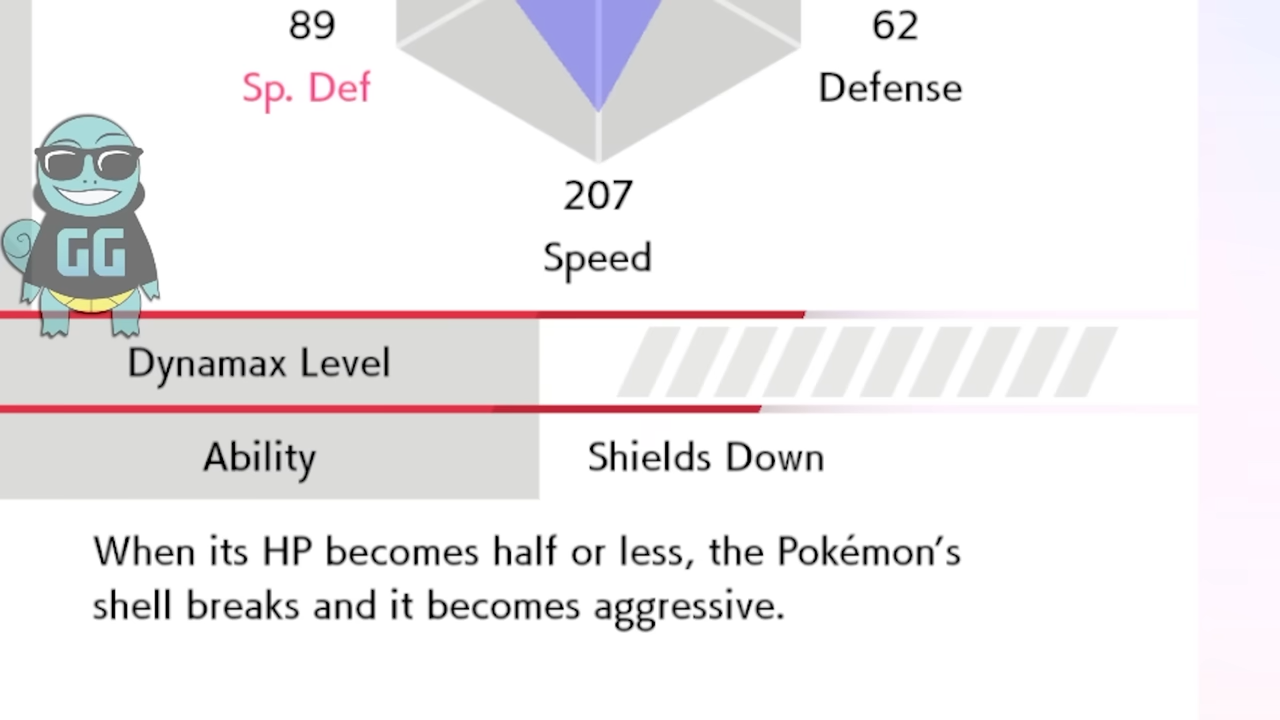 89
62
Sp. Def
Defense
207
Speed
GG
Dynamax Level
Ability
Shields Down
When its HP becomes half or less, the Pokémon's
shell breaks and it becomes aggressive.